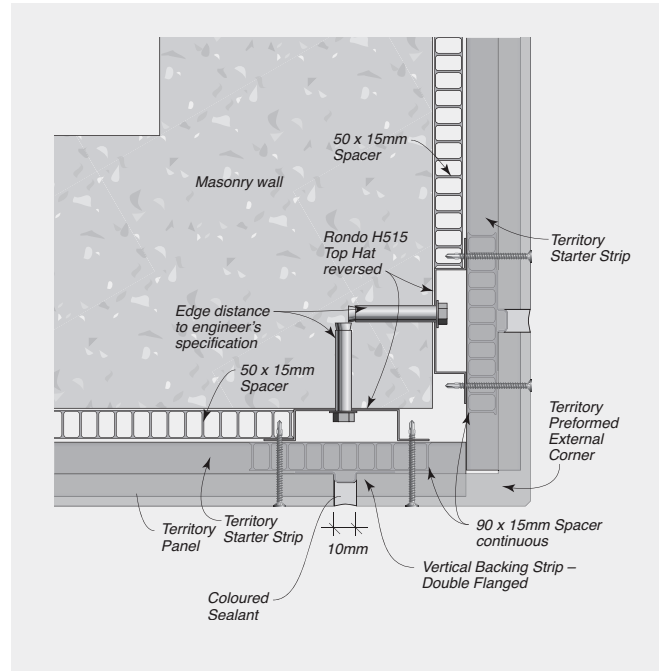 50 x 15mm
Spacer
Masonry wall
Rondo H515
Top Hat
reversed
Territory
Starter Strip
Edge distance
to engineer's
specification
50 x 15mm
Spacer
Territory
Preformed
External
Corner
Territory
Panel
Territory
Starter Strip
10mm
90 x 15mm Spacer
continuous
Vertical Backing Strip –
Double Flanged
Coloured
Sealant